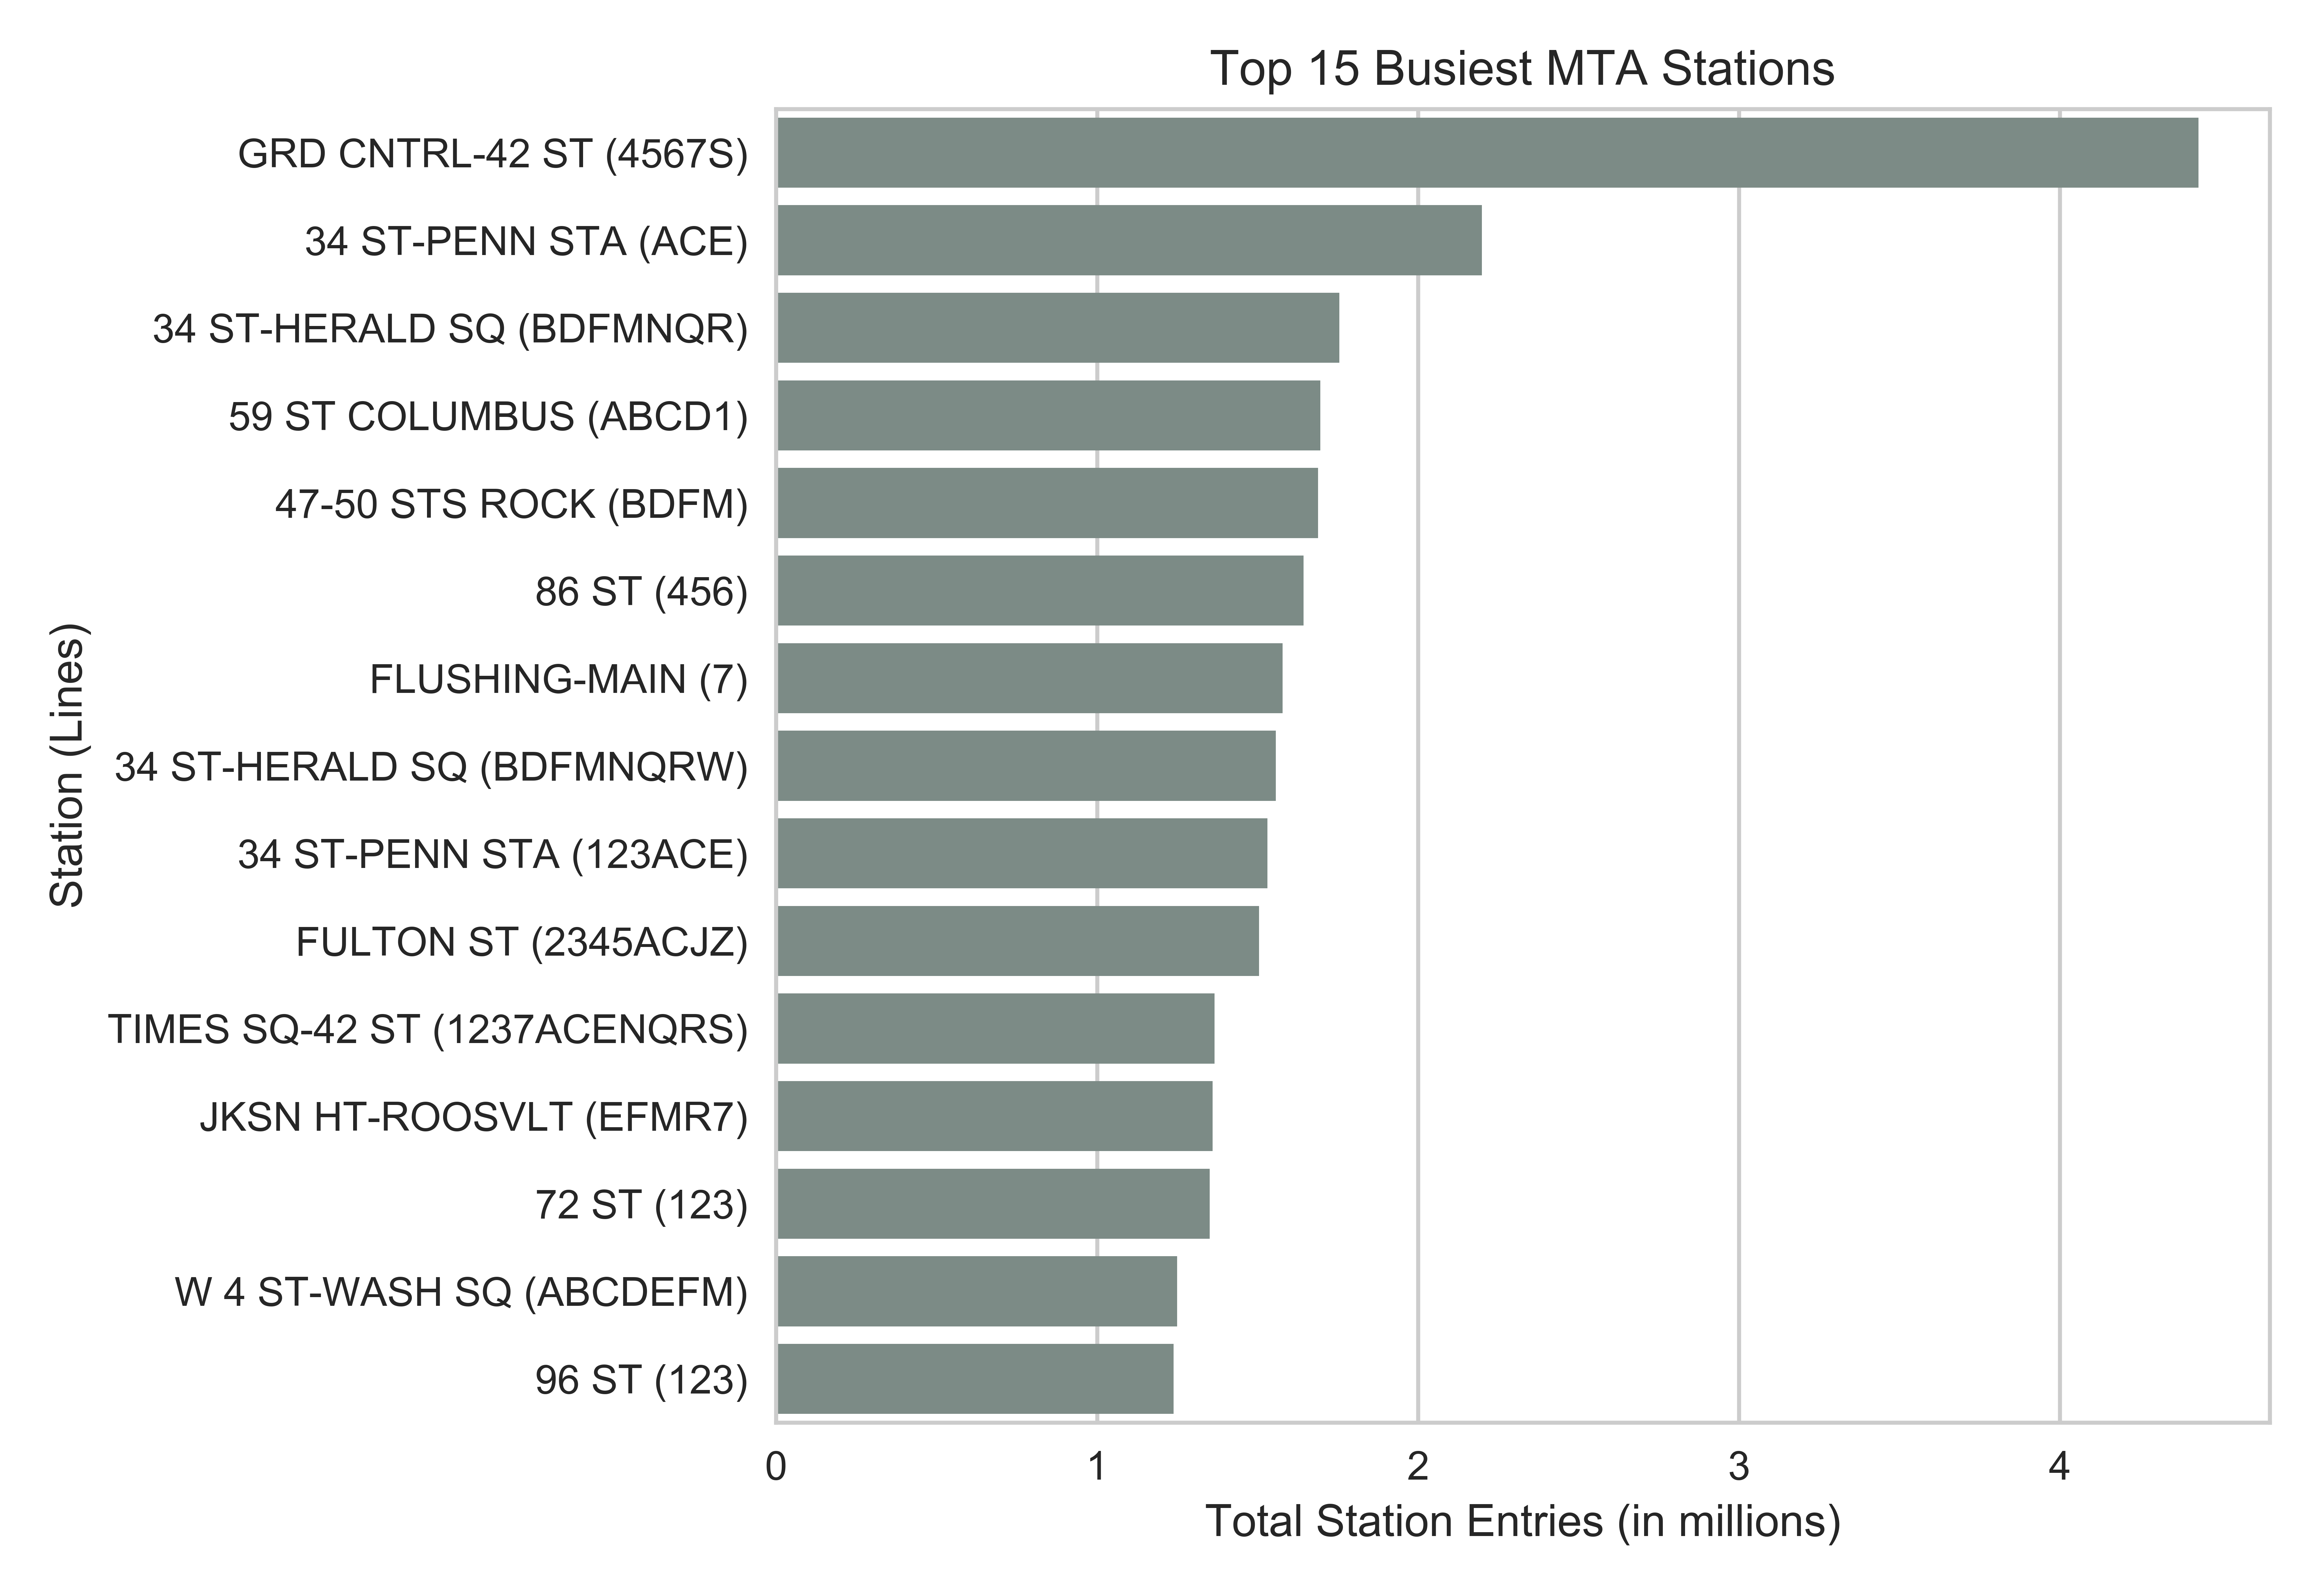 Top 15 Busiest MTA Stations
Station (Lines)
GRD CNTRL-42 ST (4567S)
34 ST-PENN STA (ACE)
34 ST-HERALD SQ (BDFMNQR)
59 ST COLUMBUS (ABCD1)
47-50 STS ROCK (BDFM)
86 ST (456)
FLUSHING-MAIN (7)
34 ST-HERALD SQ (BDFMNQRW)
34 ST-PENN STA (123ACE)
FULTON ST (2345ACJZ)
TIMES SQ-42 ST (1237ACENQRS)
JKSN HT-ROOSVLT (EFMR7)
72 ST (123)
W 4 ST-WASH SQ (ABCDEFM)
96 ST (123)
0 1 2 3 4
Total Station Entries (in millions)